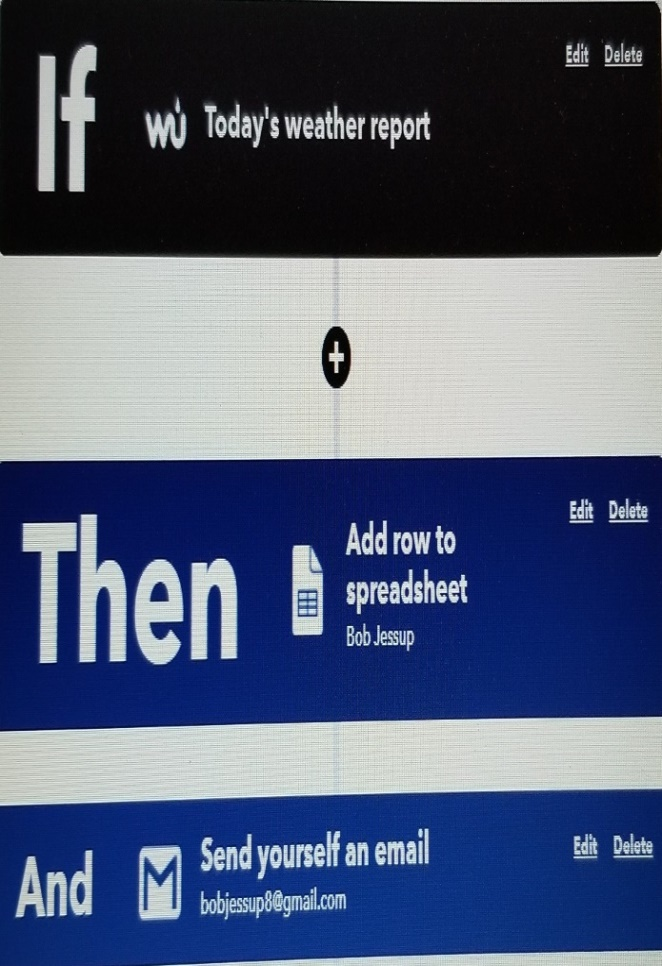 If
wu Today's weather report
Edit Delete
Then
Add row to
spreadsheet
Bob Jessup
Edit Delete
And
Send yourself an email
bobjessup8@gmail.com
Edit Delete